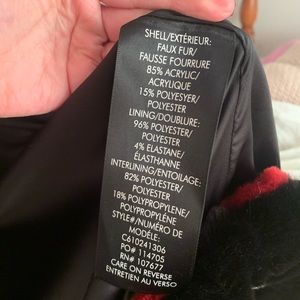 SHELL/EXTÉRIEUR:
FAUX FUR/
FAUSSE FOURRURE
85% ACRYLIC/
ACRYLIQUE
15% POLYESYER/
POLYESTER
LINING/DOUBLURE:
96% POLYESTER/
POLYESTER
4% ELASTANE/
ÉLASTHANNE
INTERLINING/ENTOILAGE:
82% POLYESTER/
POLYESTER
18% POLYPROPYLENE/
POLYPROPYLÉNE
STYLE#/NUMÉRO DE
MODÈLE:
C610241306
PO# 114705
RN# 107677
CARE ON REVERSE
ENTRETIEN AU VERSO